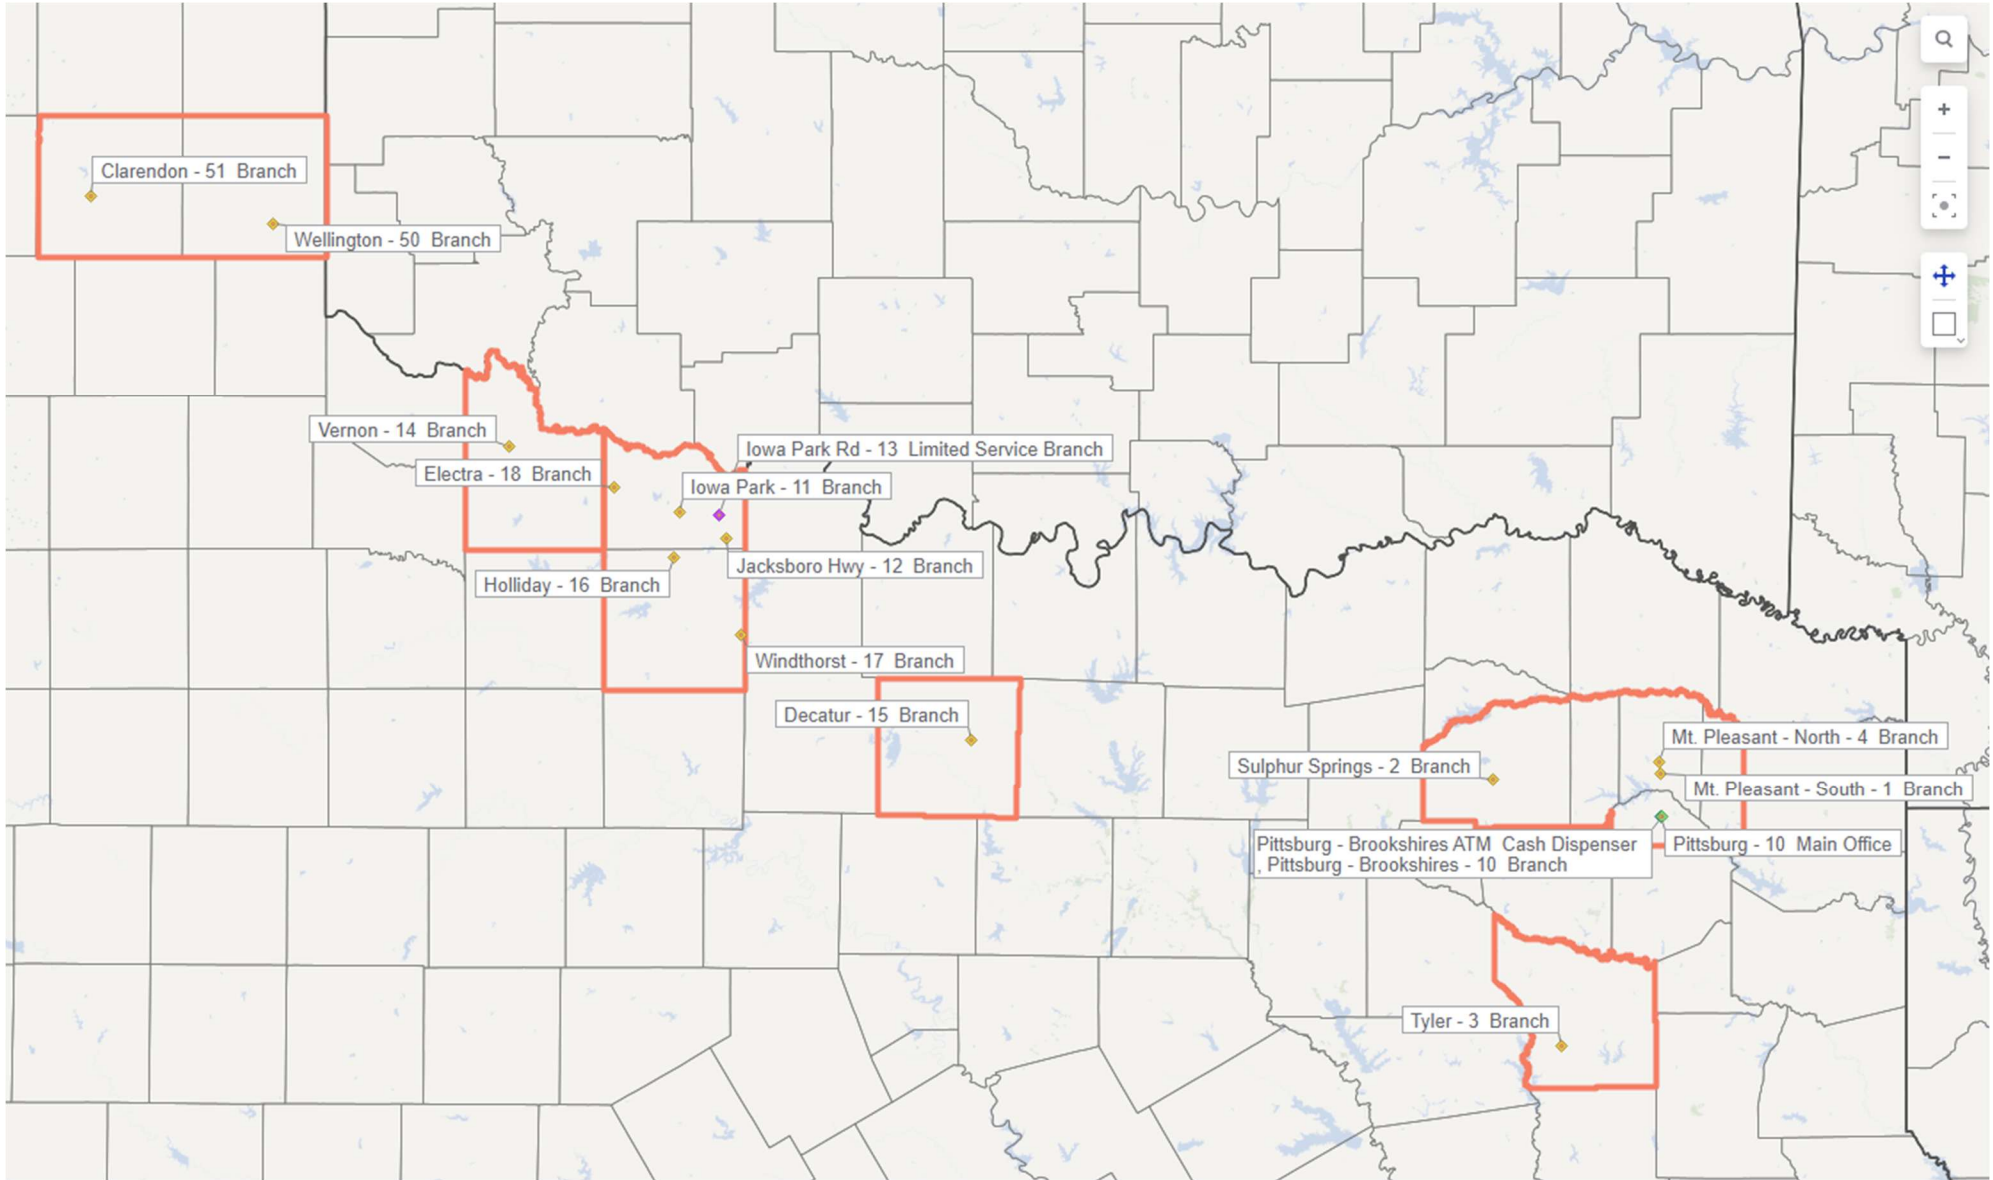 Clarendon - 51 Branch
Wellington - 50 Branch
Vernon - 14 Branch
Iowa Park Rd - 13 Limited Service Branch
Electra - 18 Branch
Iowa Park - 11 Branch
Jacksboro Hwy - 12 Branch
Holliday - 16 Branch
Windthorst - 17 Branch
Decatur - 15 Branch
Mt. Pleasant - North - 4 Branch
Sulphur Springs - 2 Branch
Mt. Pleasant - South - 1 Branch
Pittsburg - Brookshires ATM Cash Dispenser
, Pittsburg - Brookshires - 10 Branch
Pittsburg - 10 Main Office
Tyler - 3 Branch